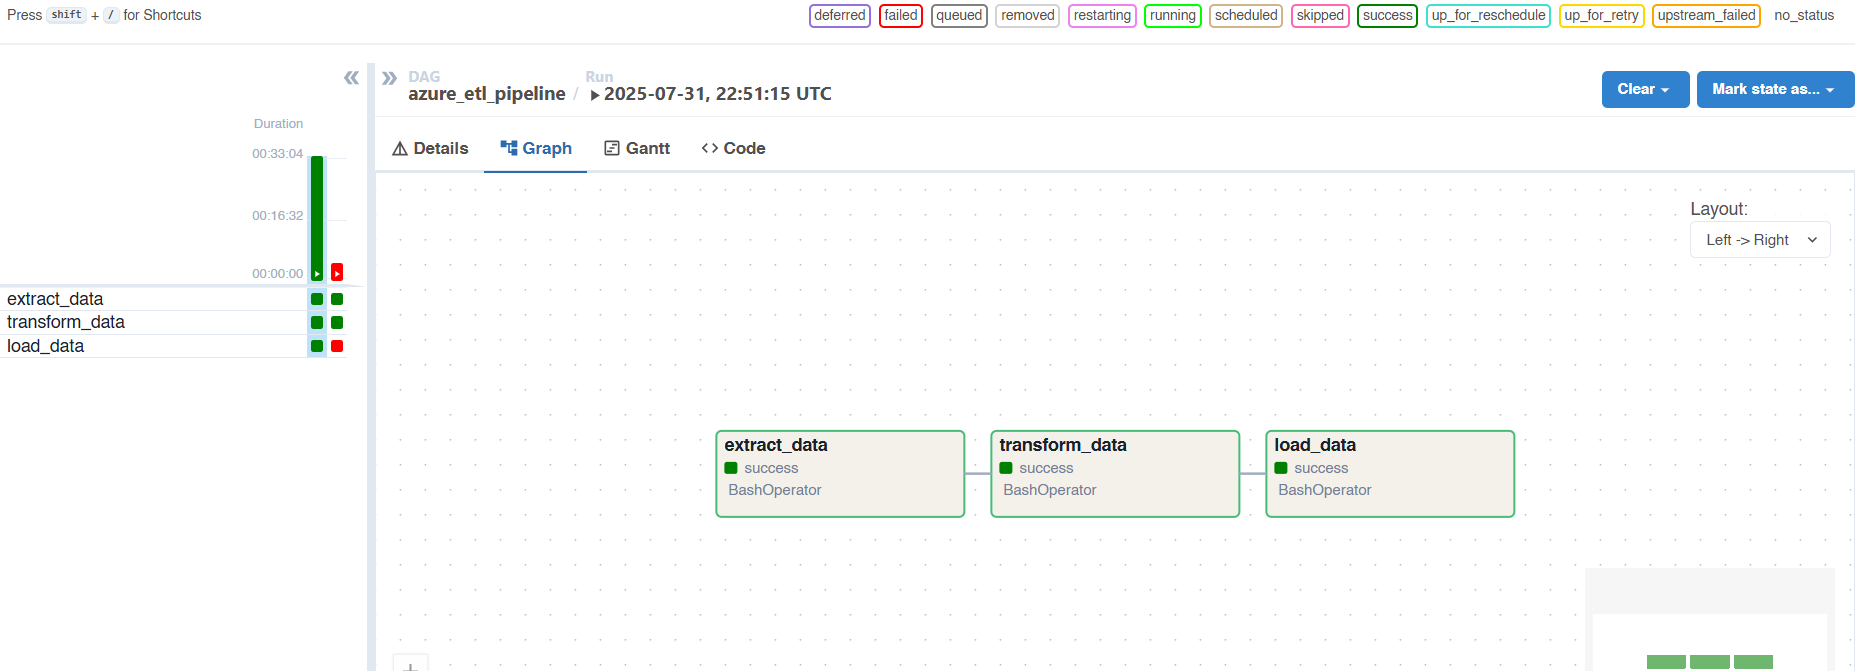 Press shift + / for Shortcuts
deferred failed queued removed restarting running scheduled skipped success up_for_reschedule up_for_retry upstream_failed no_status
DAG
azure_etl_pipeline /
Run
2025-07-31, 22:51:15 UTC
Clear
Mark state as...
Duration
00:33:04
00:16:32
00:00:00
extract_data
transform_data
load_data
Details Graph Gantt Code
Layout:
Left -> Right
extract_data
success
BashOperator
transform_data
success
BashOperator
load_data
success
BashOperator